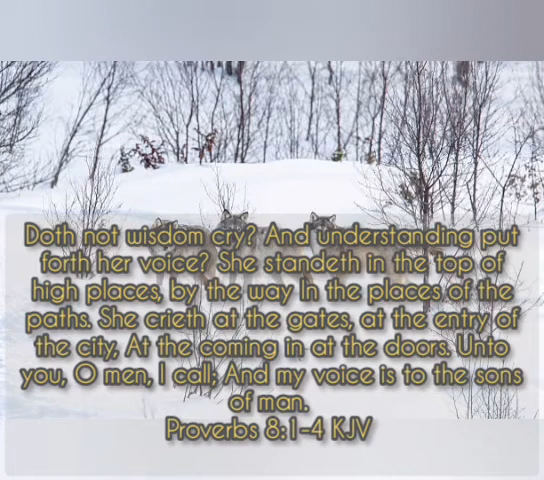 Doth not wisdom cry? And understanding put
forth her voice? She standeth in the top of
high places, by the way in the places of the
paths. She crieth at the gates, at the entry of
the city, At the coming in at the doors. Unto
you, O men, I call; And my voice is to the sons
of man.
Proverbs 8:1-4 KJV